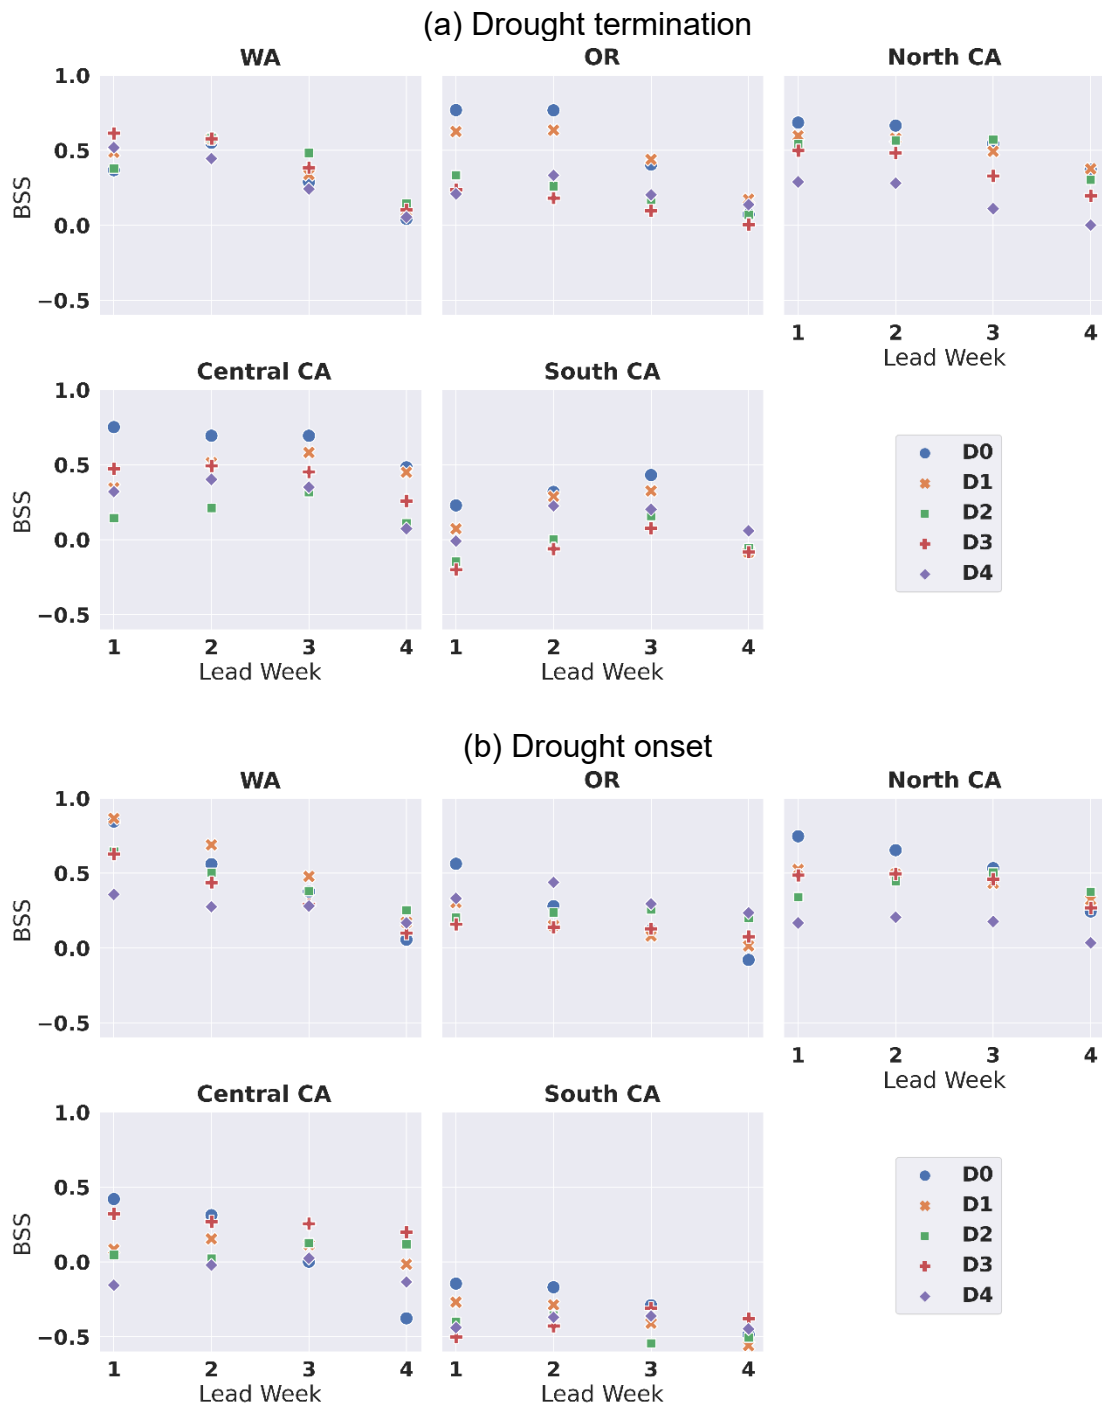 (a) Drought termination
WA
OR
North CA
1.0
0.5
0.0
−0.5
BSS
1 2 3 4
Lead Week
Central CA
South CA
1.0
0.5
0.0
−0.5
BSS
1 2 3 4
1 2 3 4
Lead Week
Lead Week
D0
D1
D2
D3
D4
(b) Drought onset
WA
OR
North CA
1.0
0.5
0.0
−0.5
BSS
1 2 3 4
Lead Week
Central CA
South CA
1.0
0.5
0.0
−0.5
BSS
1 2 3 4
1 2 3 4
Lead Week
Lead Week
D0
D1
D2
D3
D4